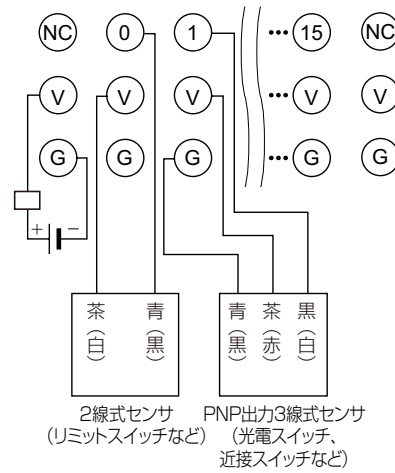 NC 0 1 ••• 15 NC
V V V ••• V V
G G G ••• G G
+ −
茶（白） 青（黒） 青（黒） 茶（赤） 黒（白）
2線式センサ
（リミットスイッチなど）
PNP出力3線式センサ
（光電スイッチ、
近接スイッチなど）